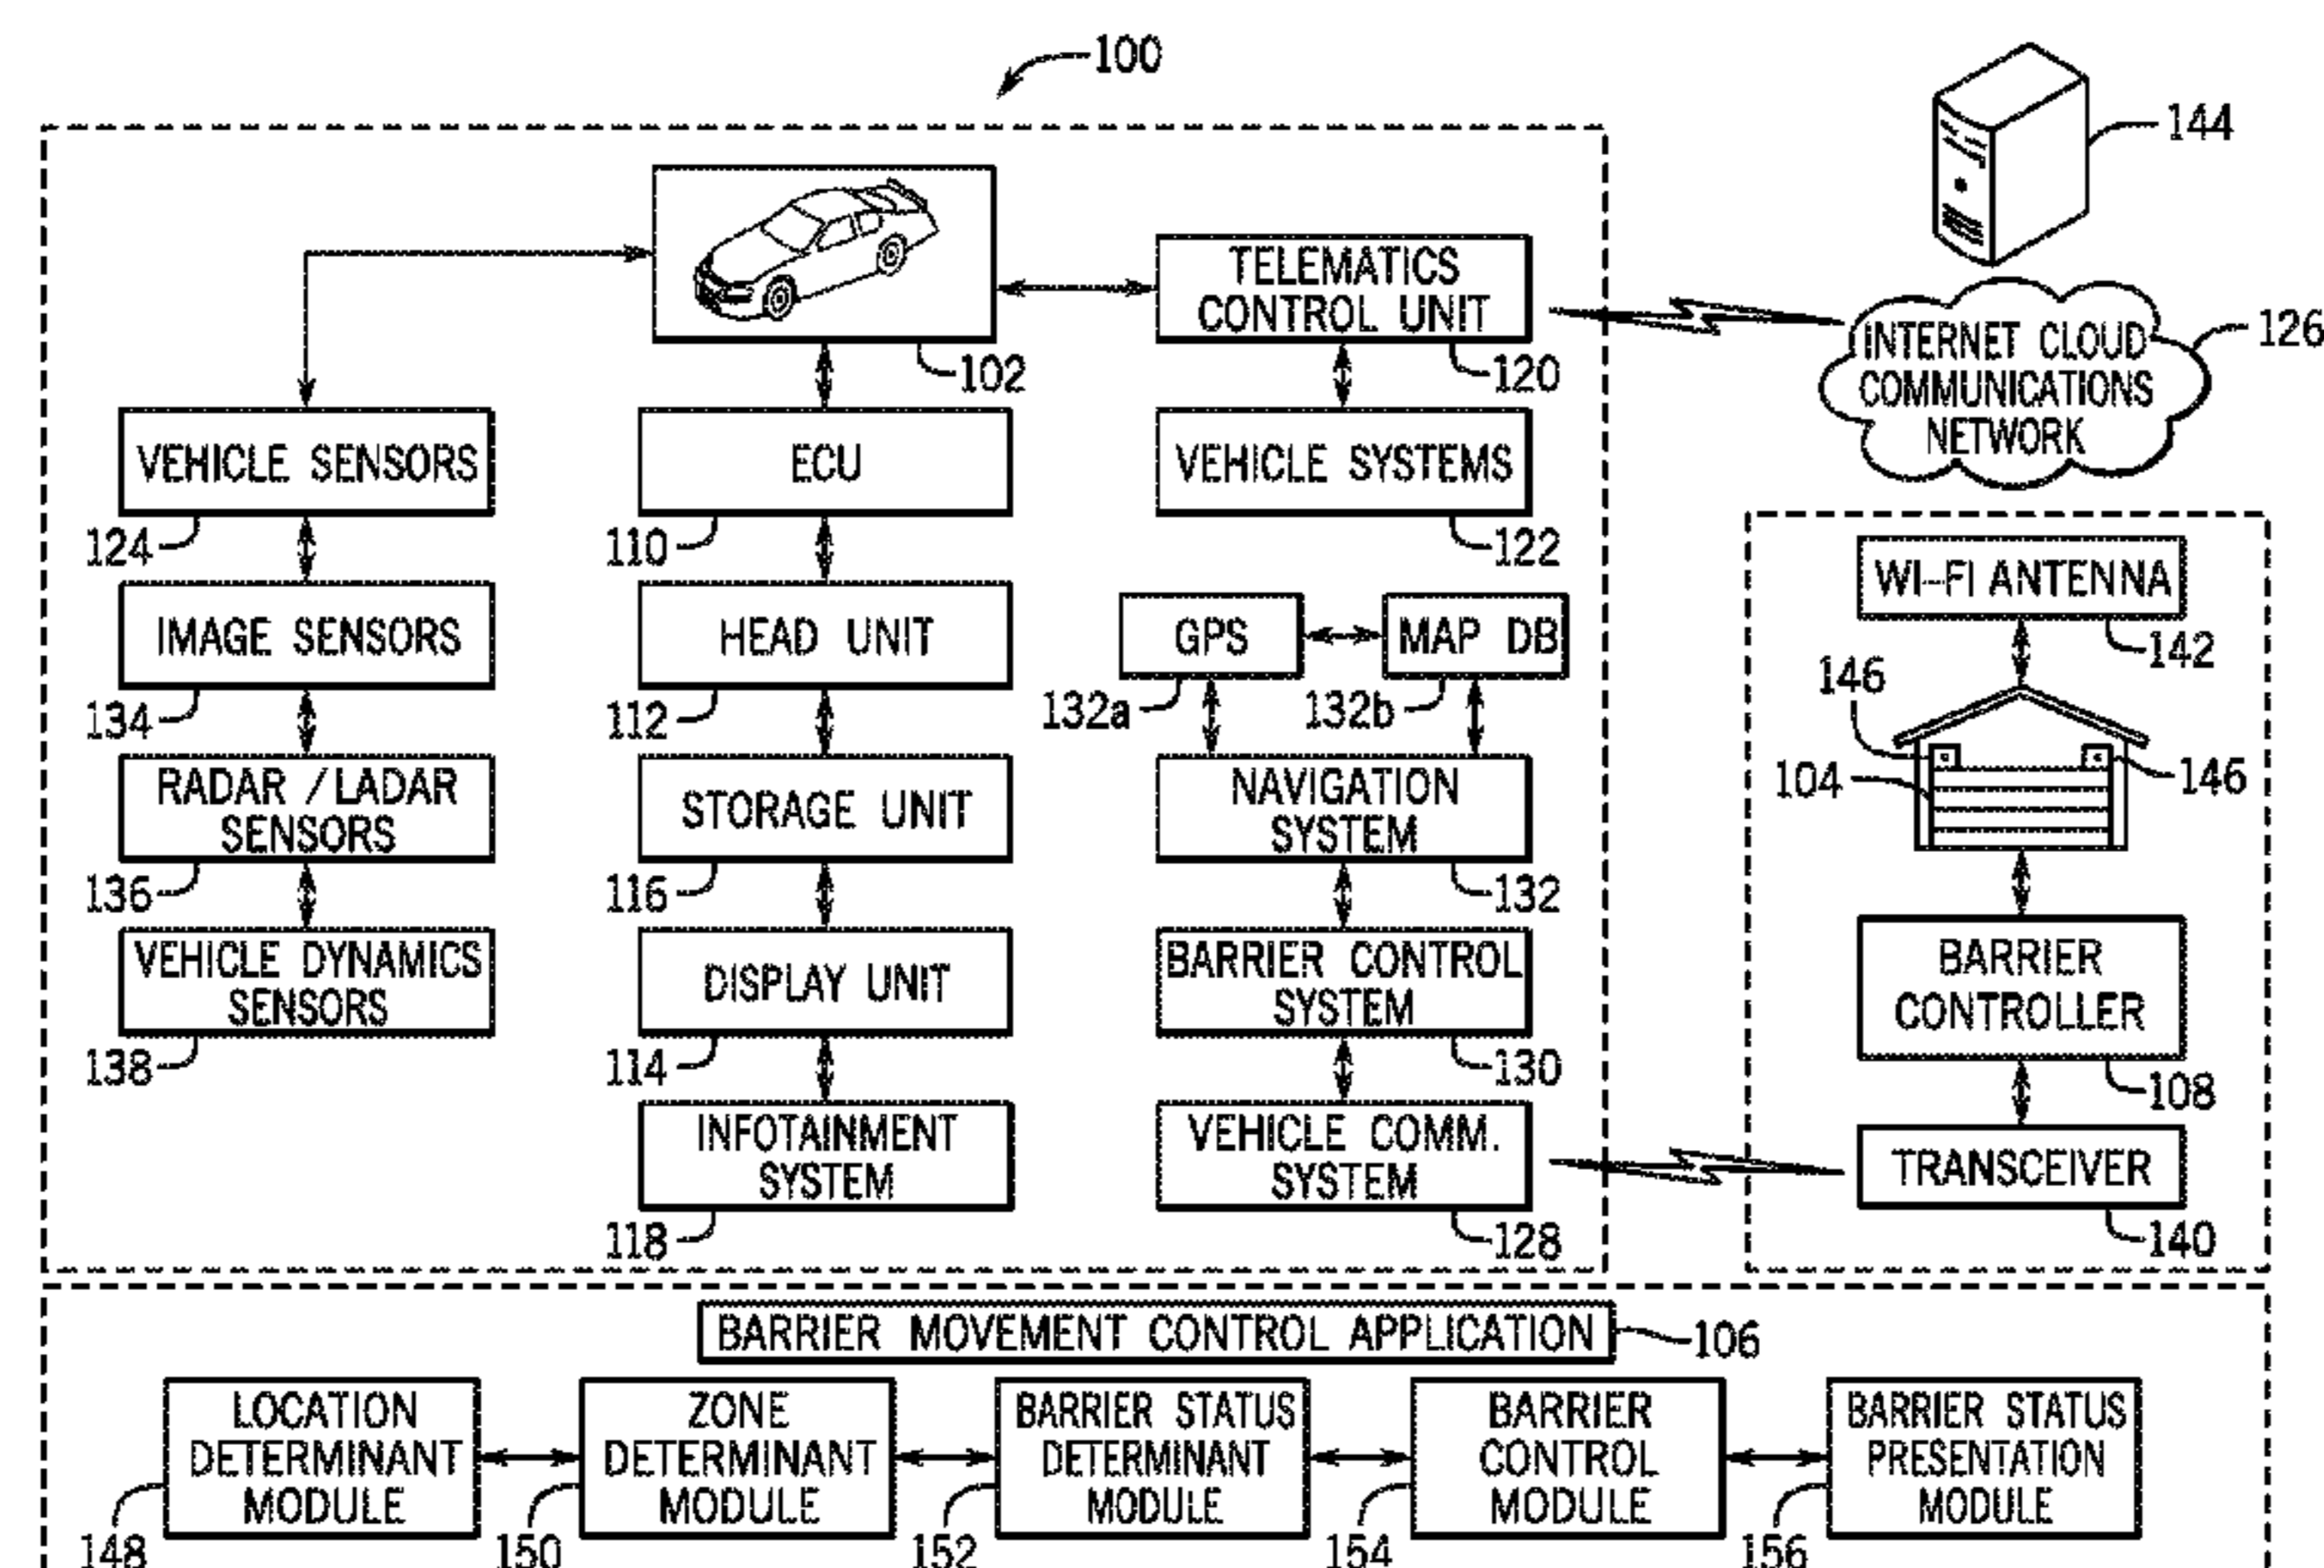 100
144
TELEMATICS
CONTROL UNIT
INTERNET CLOUD
COMMUNICATIONS
NETWORK
126
102
120
VEHICLE SENSORS
ECU
VEHICLE SYSTEMS
124
110
122
WI-FI ANTENNA
142
IMAGE SENSORS
HEAD UNIT
GPS
MAP DB
134
112
132a
132b
146
104
146
RADAR /LADAR
SENSORS
STORAGE UNIT
NAVIGATION
SYSTEM
136
116
132
VEHICLE DYNAMICS
SENSORS
DISPLAY UNIT
BARRIER CONTROL
SYSTEM
BARRIER
CONTROLLER
138
114
130
108
INFOTAINMENT
SYSTEM
VEHICLE COMM.
SYSTEM
TRANSCEIVER
118
128
140
BARRIER MOVEMENT CONTROL APPLICATION
106
LOCATION
DETERMINANT
MODULE
ZONE
DETERMINANT
MODULE
BARRIER STATUS
DETERMINANT
MODULE
BARRIER
CONTROL
MODULE
BARRIER STATUS
PRESENTATION
MODULE
148
150
152
154
156